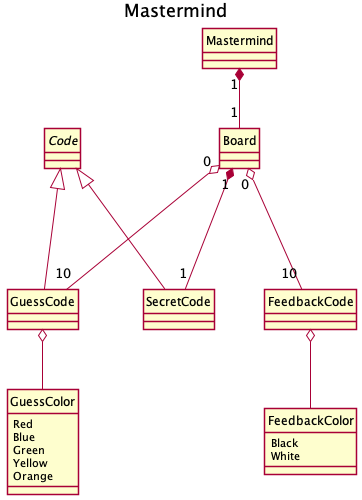 Mastermind
Mastermind
1
1
Code
Board
0
1
0
10
1
10
GuessCode
SecretCode
FeedbackCode
GuessColor
Red
Blue
Green
Yellow
Orange
FeedbackColor
Black
White